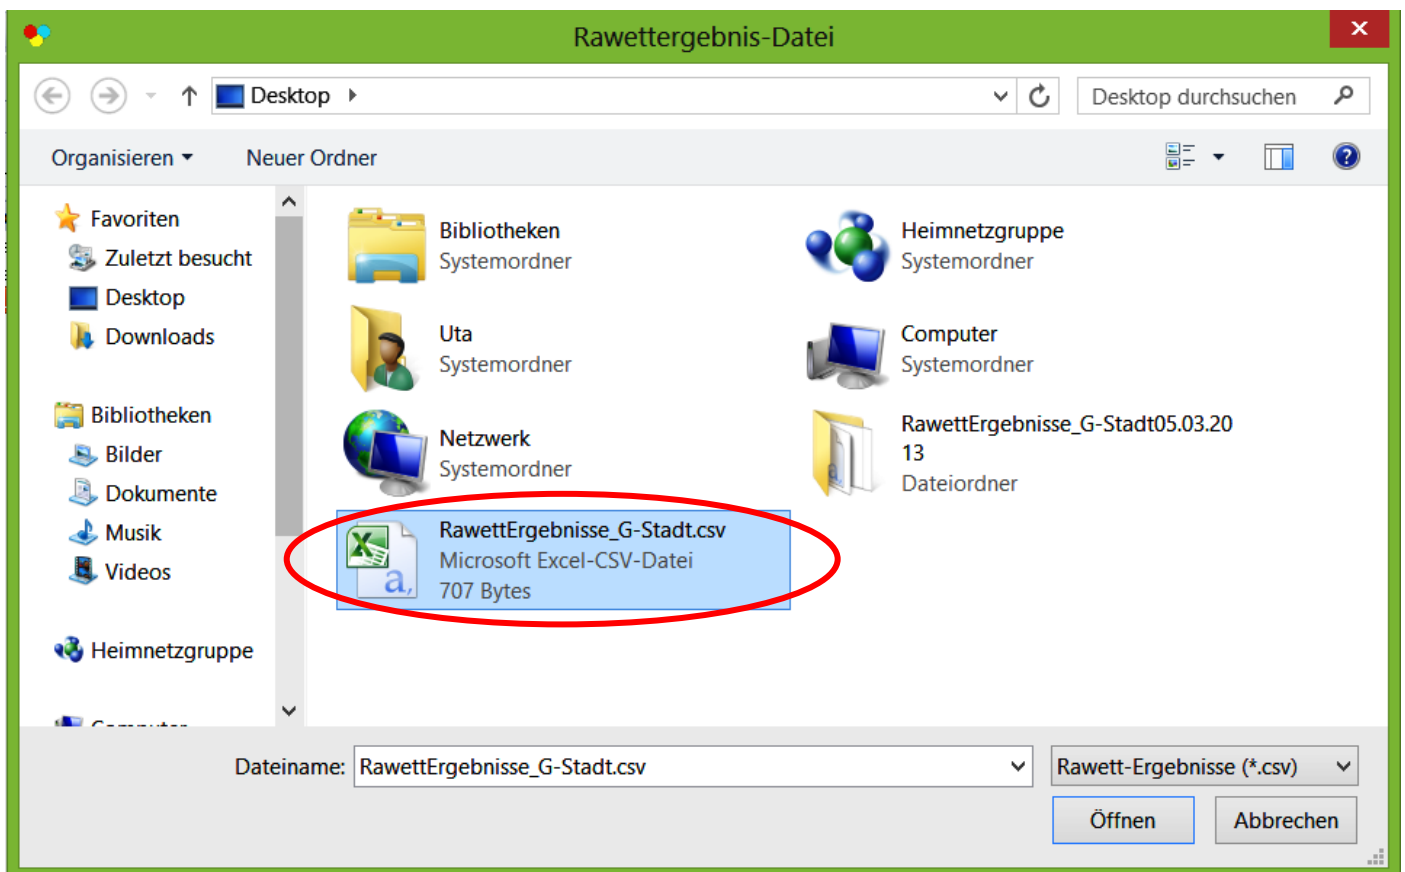 Rawettergebnis-Datei
Desktop
Desktop durchsuchen
Organisieren
Neuer Ordner
Favoriten
Zuletzt besucht
Desktop
Downloads
Bibliotheken
Bilder
Dokumente
Musik
Videos
Heimnetzgruppe
Computer
Bibliotheken
Systemordner
Heimnetzgruppe
Systemordner
Uta
Systemordner
Computer
Systemordner
Netzwerk
Systemordner
RawettErgebnisse_G-Stadt05.03.20
13
Dateiordner
RawettErgebnisse_G-Stadt.csv
Microsoft Excel-CSV-Datei
707 Bytes
Dateiname:
RawettErgebnisse_G-Stadt.csv
Rawett-Ergebnisse (*.csv)
Öffnen
Abbrechen